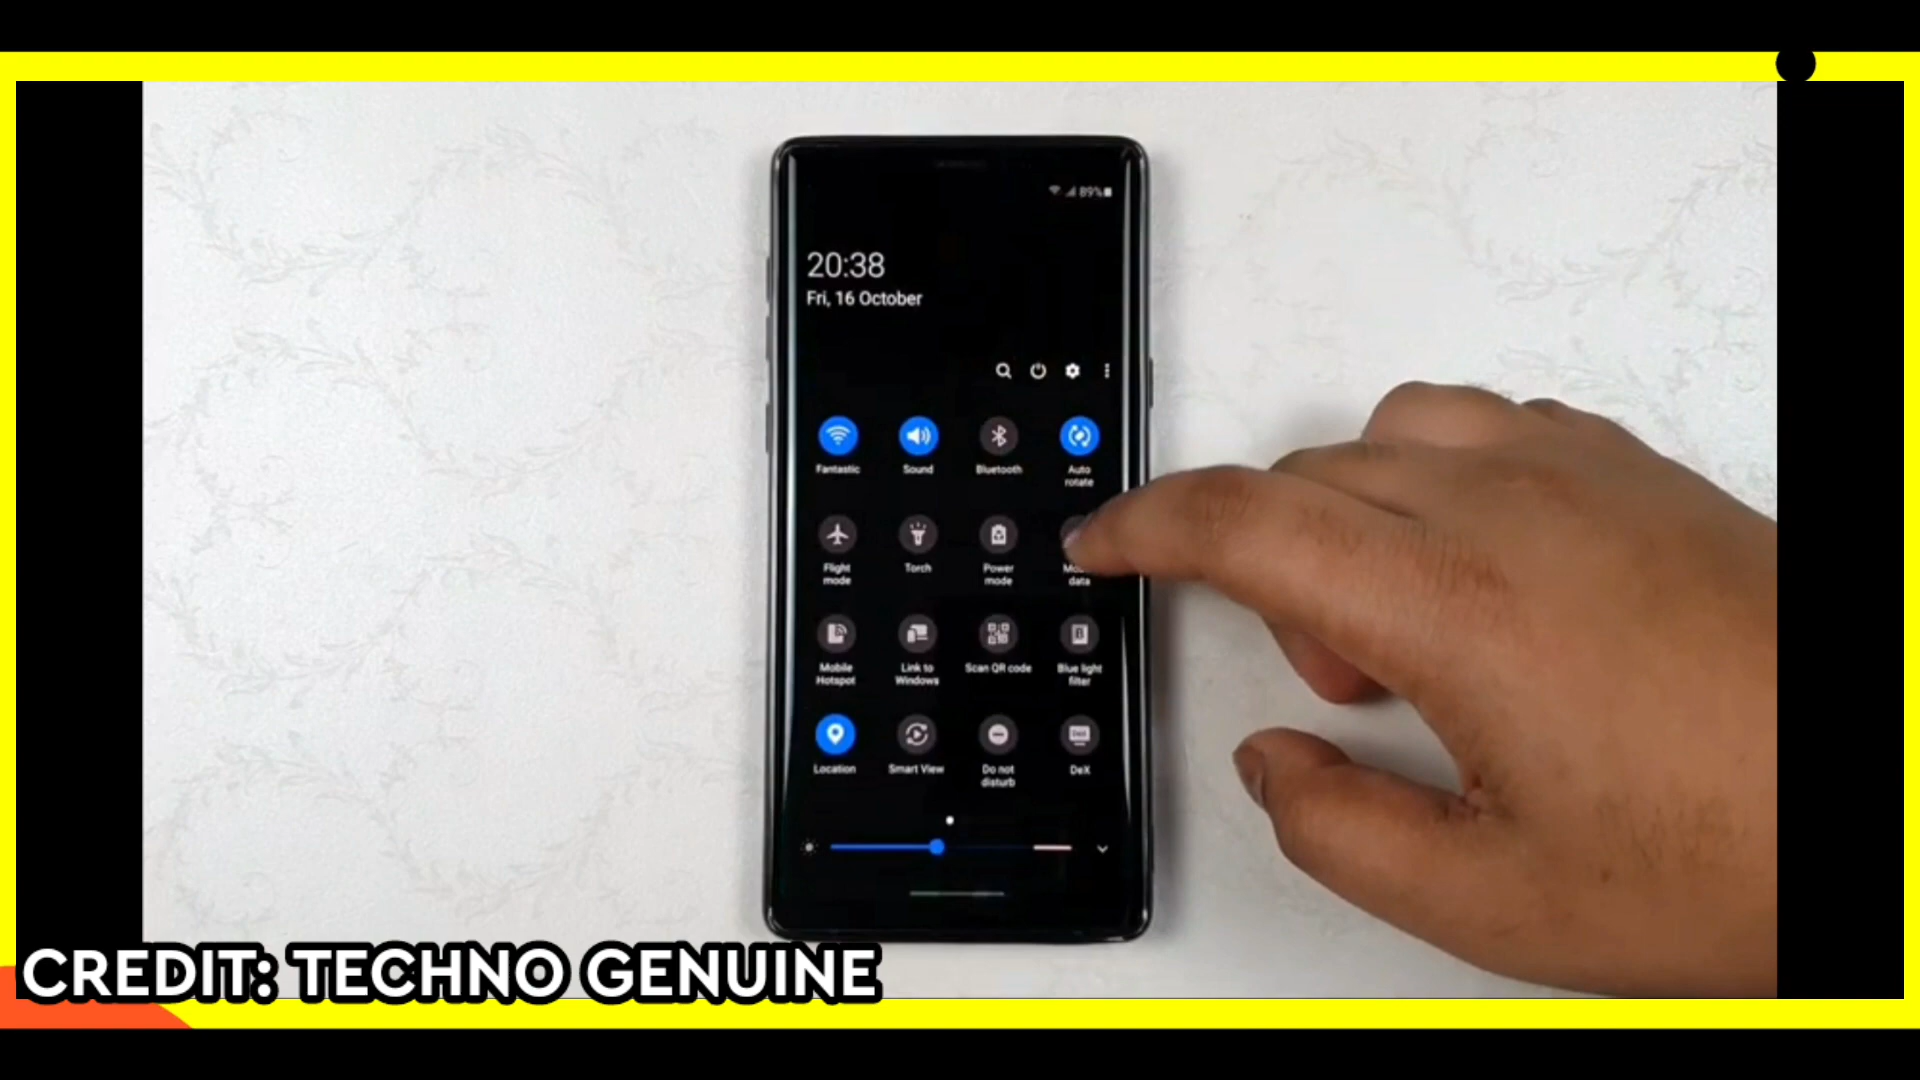 89%
20:38
Fri, 16 October
Fantastic
Sound
Bluetooth
Auto
rotate
Flight
mode
Torch
Power
mode
data
Mobile
Hotspot
Link to
Windows
Scan QR code
Blue light
filter
Location
Smart View
Do not
disturb
DeX
CREDIT: TECHNO GENUINE